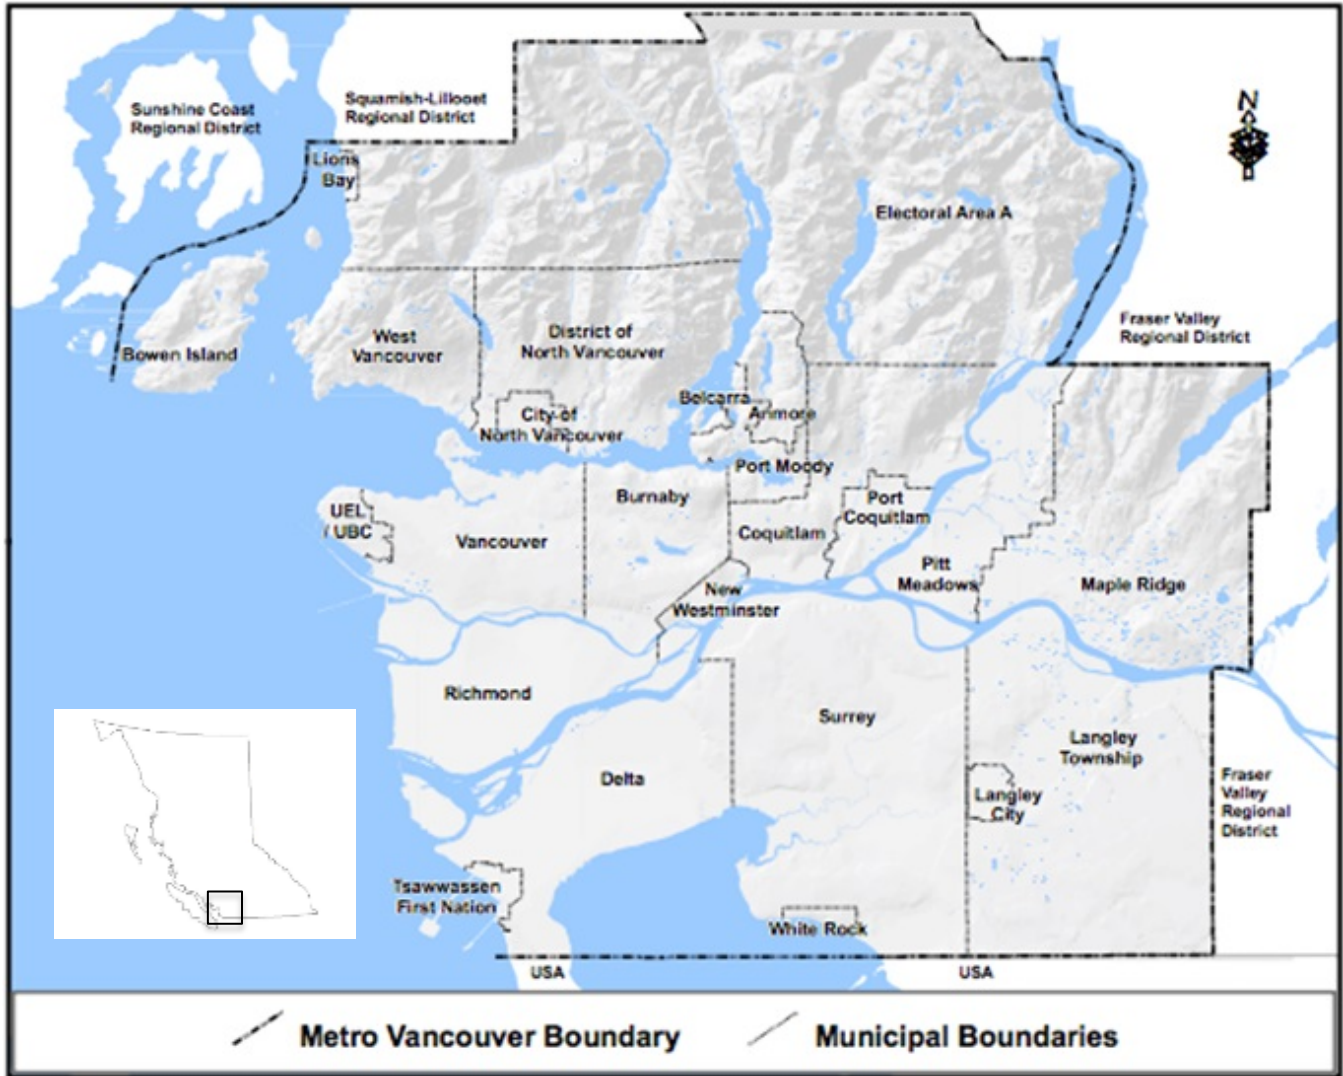 N
Sunshine Coast
Regional District
Squamish-Lillooet
Regional District
Lions
Bay
Electoral Area A
Fraser Valley
Regional District
Bowen Island
West
Vancouver
District of
North Vancouver
City of
North Vancouver
Belcarra
Anmore
Port Moody
UEL
/ UBC
Vancouver
Burnaby
Coquitlam
Port
Coquitlam
Pitt
Meadows
Maple Ridge
New
Westminster
Richmond
Surrey
Delta
Langley
Township
Langley
City
Fraser
Valley
Regional
District
Tsawwassen
First Nation
White Rock
USA
USA
Metro Vancouver Boundary
Municipal Boundaries